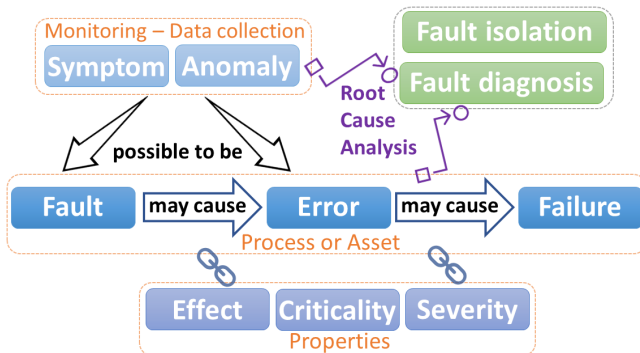 Monitoring – Data collection
Symptom
Anomaly
Fault isolation
Fault diagnosis
Root
Cause
Analysis
possible to be
Fault
may cause
Error
may cause
Failure
Process or Asset
Effect
Criticality
Severity
Properties